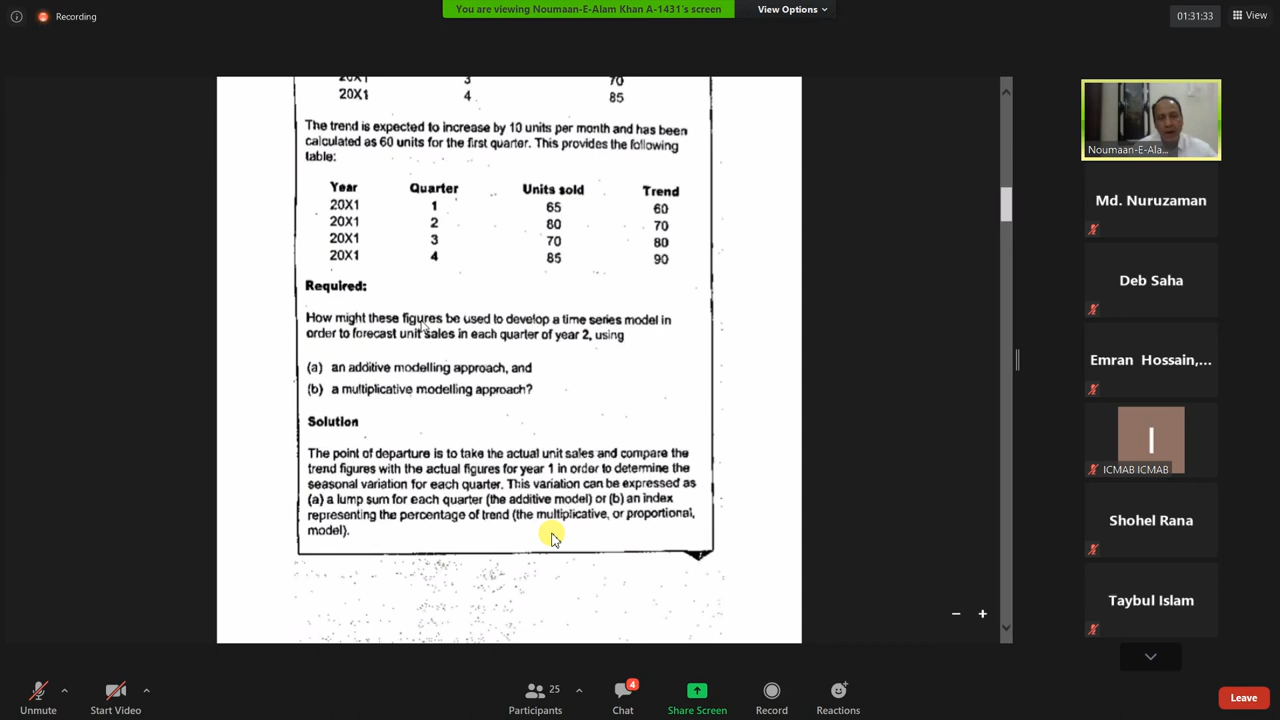 Recording
You are viewing Noumaan-E-Alam Khan A-1431's screen
View Options
01:31:33
View
20X1 3 70
20X1 4 85
The trend is expected to increase by 10 units per month and has been
calculated as 60 units for the first quarter. This provides the following
table:
Year Quarter Units sold Trend
20X1 1 65 60
20X1 2 80 70
20X1 3 70 80
20X1 4 85 90
Required:
How might these figures be used to develop a time series model in
order to forecast unit sales in each quarter of year 2, using
(a) an additive modelling approach, and
(b) a multiplicative modelling approach?
Solution
The point of departure is to take the actual unit sales and compare the
trend figures with the actual figures for year 1 in order to determine the
seasonal variation for each quarter. This variation can be expressed as
(a) a lump sum for each quarter (the additive model) or (b) an index
representing the percentage of trend (the multiplicative, or proportional,
model).
Noumaan-E-Ala...
Md. Nuruzaman
Deb Saha
Emran Hossain,...
I
ICMAB ICMAB
Shohel Rana
Taybul Islam
Unmute
Start Video
25
Participants
4
Chat
Share Screen
Record
Reactions
Leave